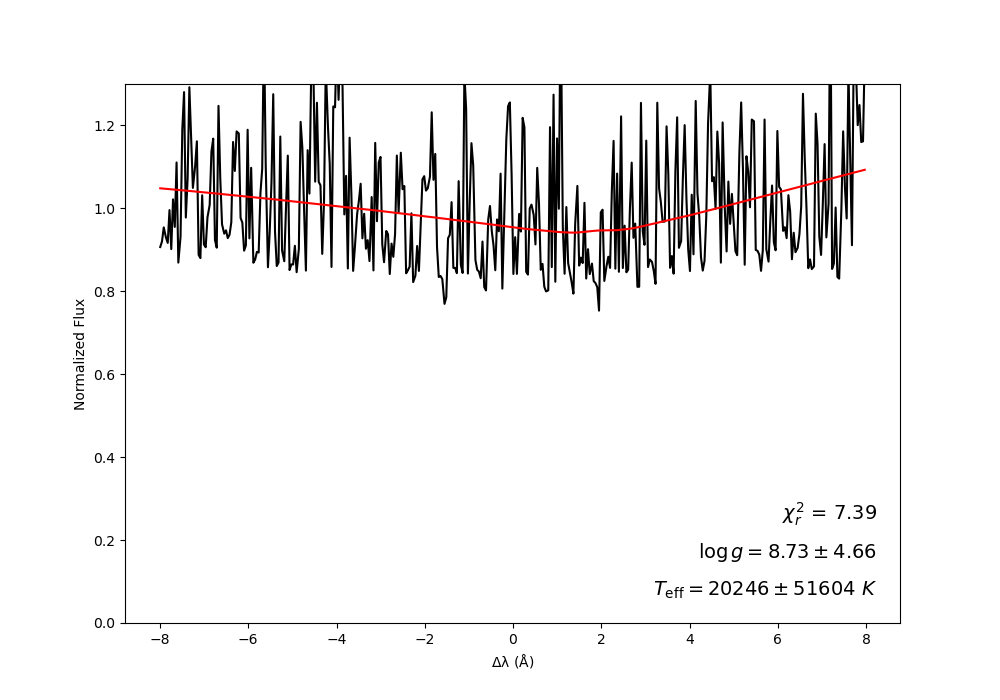 1.2
1.0
0.8
0.6
0.4
0.2
0.0
Normalized Flux
χ²ᵣ = 7.39
log g = 8.73 ± 4.66
T_eff = 20246 ± 51604 K
−8 −6 −4 −2 0 2 4 6 8
Δλ (Å)